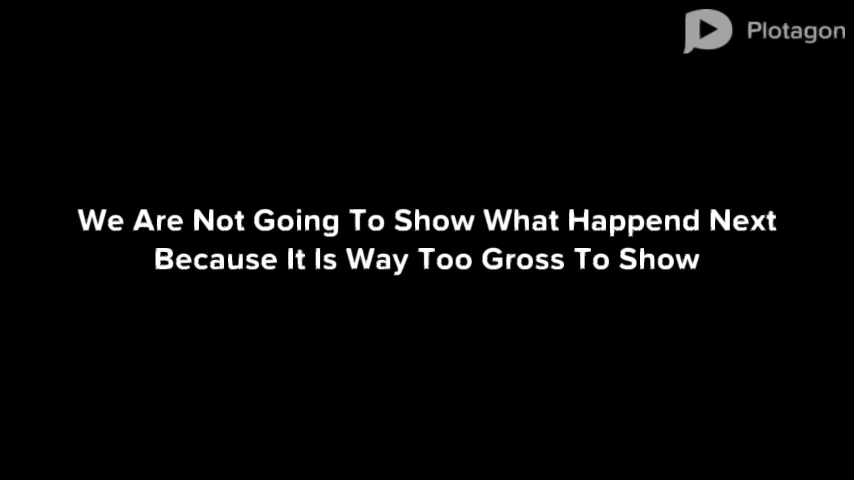 Plotagon
We Are Not Going To Show What Happend Next
Because It Is Way Too Gross To Show